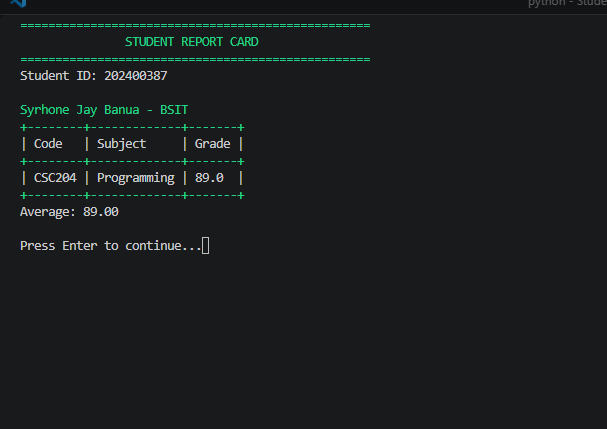 python - Stude
==================================================
STUDENT REPORT CARD
==================================================
Student ID: 202400387
Syrhone Jay Banua - BSIT
+--------+-------------+-------+
| Code   | Subject     | Grade |
+--------+-------------+-------+
| CSC204 | Programming | 89.0  |
+--------+-------------+-------+
Average: 89.00
Press Enter to continue...